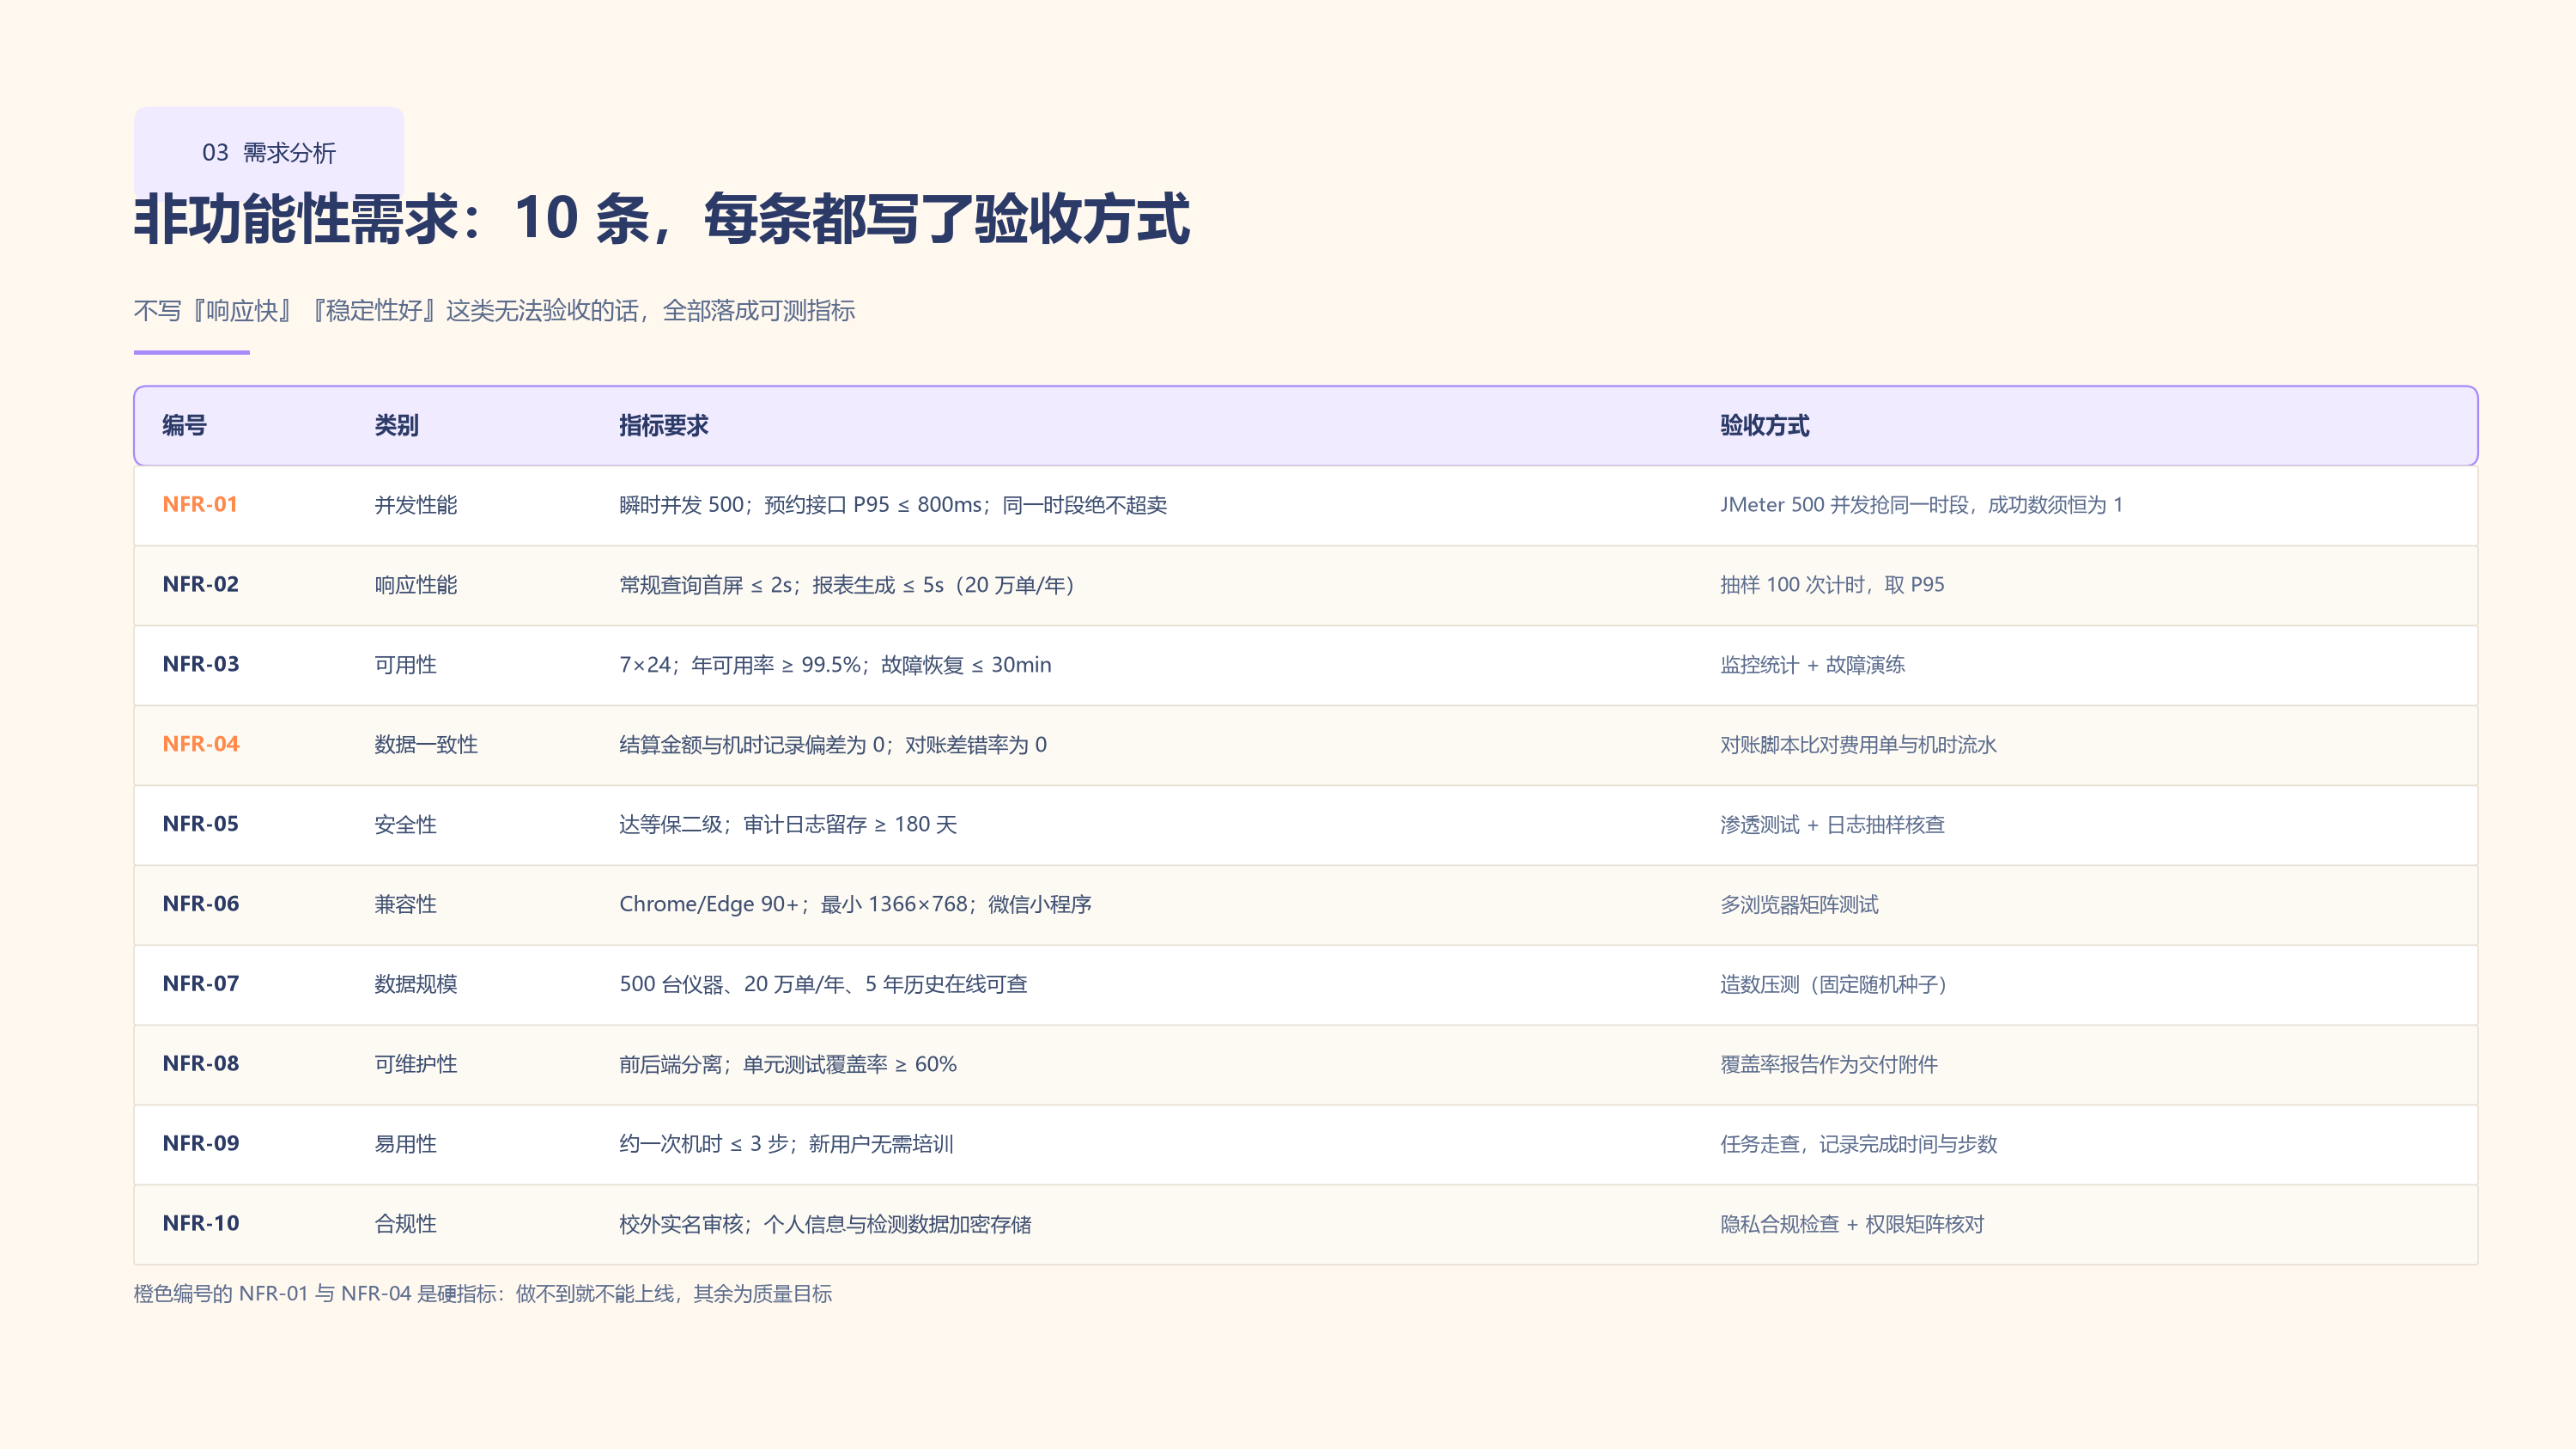 03 需求分析
非功能性需求：10 条，每条都写了验收方式
不写『响应快』『稳定性好』这类无法验收的话，全部落成可测指标
编号 类别 指标要求 验收方式
NFR-01 并发性能 瞬时并发 500；预约接口 P95 ≤ 800ms；同一时段绝不超卖 JMeter 500 并发抢同一时段，成功数须恒为 1
NFR-02 响应性能 常规查询首屏 ≤ 2s；报表生成 ≤ 5s（20 万单/年） 抽样 100 次计时，取 P95
NFR-03 可用性 7×24；年可用率 ≥ 99.5%；故障恢复 ≤ 30min 监控统计 + 故障演练
NFR-04 数据一致性 结算金额与机时记录偏差为 0；对账差错率为 0 对账脚本比对费用单与机时流水
NFR-05 安全性 达等保二级；审计日志留存 ≥ 180 天 渗透测试 + 日志抽样核查
NFR-06 兼容性 Chrome/Edge 90+；最小 1366×768；微信小程序 多浏览器矩阵测试
NFR-07 数据规模 500 台仪器、20 万单/年、5 年历史在线可查 造数压测（固定随机种子）
NFR-08 可维护性 前后端分离；单元测试覆盖率 ≥ 60% 覆盖率报告作为交付附件
NFR-09 易用性 约一次机时 ≤ 3 步；新用户无需培训 任务走查，记录完成时间与步数
NFR-10 合规性 校外实名审核；个人信息与检测数据加密存储 隐私合规检查 + 权限矩阵核对
橙色编号的 NFR-01 与 NFR-04 是硬指标：做不到就不能上线，其余为质量目标